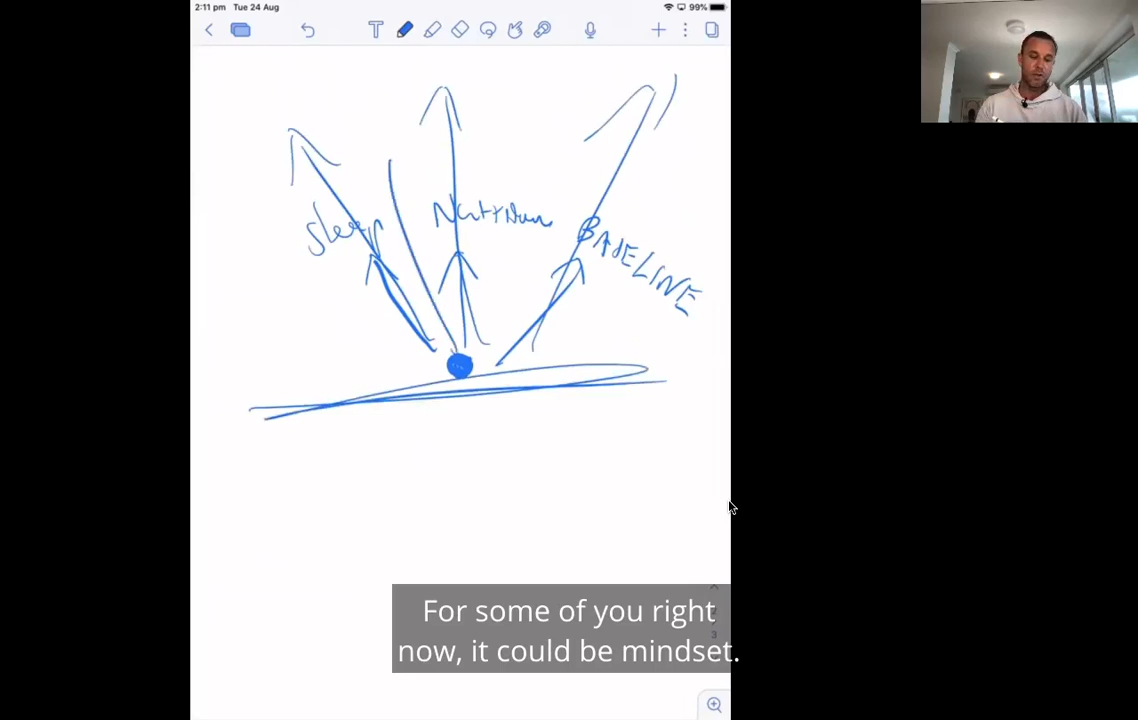 2:11 pm Tue 24 Aug
99%
T
Sleep
Nutrition
BASELINE
3
For some of you right
now, it could be mindset.